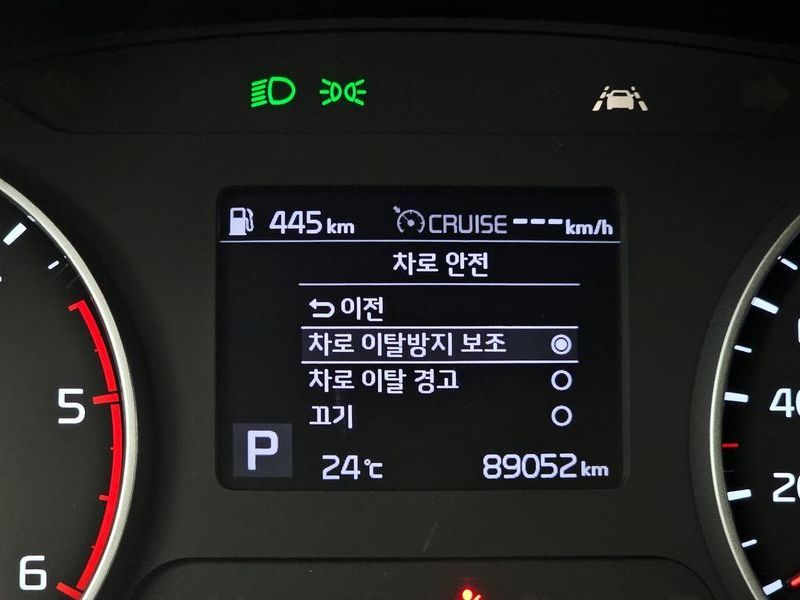 445 km CRUISE --- km/h
차로 안전
이전
차로 이탈방지 보조
차로 이탈 경고
끄기
P 24℃ 89052 km
5
6
40
20